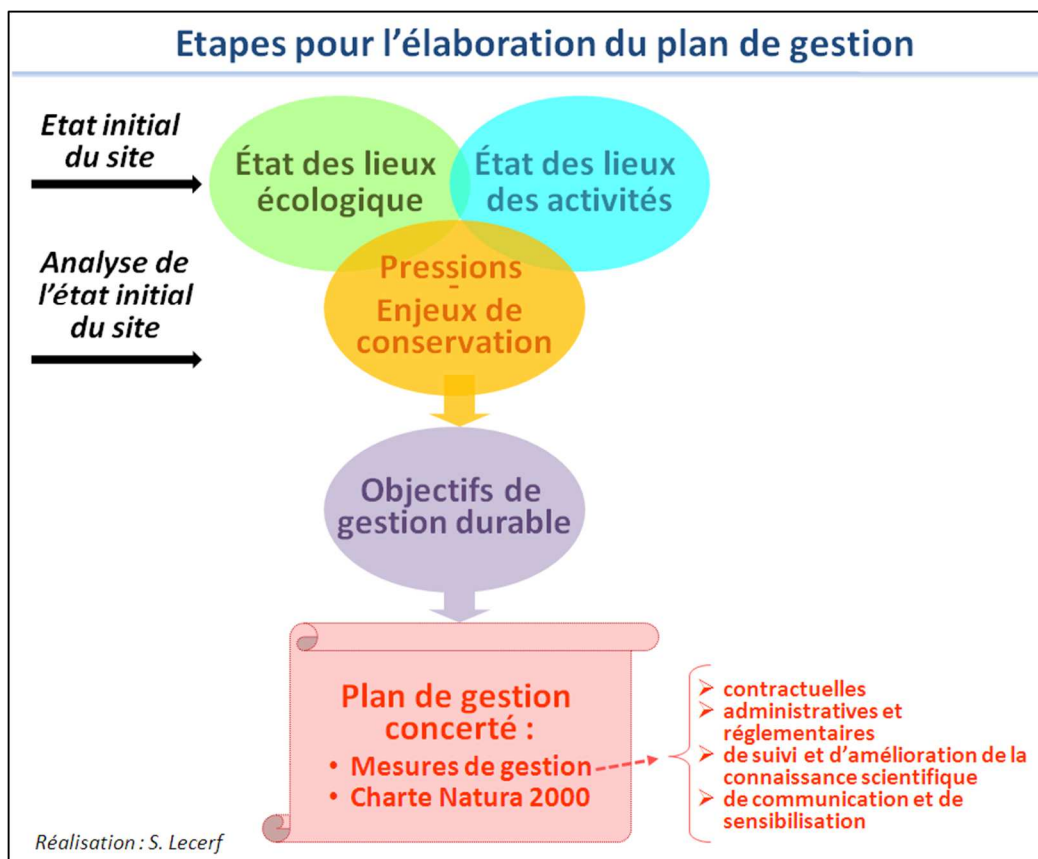 Etapes pour l'élaboration du plan de gestion
Etat initial
du site
État des lieux
écologique
État des lieux
des activités
Analyse de
l'état initial
du site
Pressions
-
Enjeux de
conservation
Objectifs de
gestion durable
Plan de gestion
concerté :
• Mesures de gestion
• Charte Natura 2000
➢ contractuelles
➢ administratives et
réglementaires
➢ de suivi et d'amélioration de la
connaissance scientifique
➢ de communication et de
sensibilisation
Réalisation : S. Lecerf